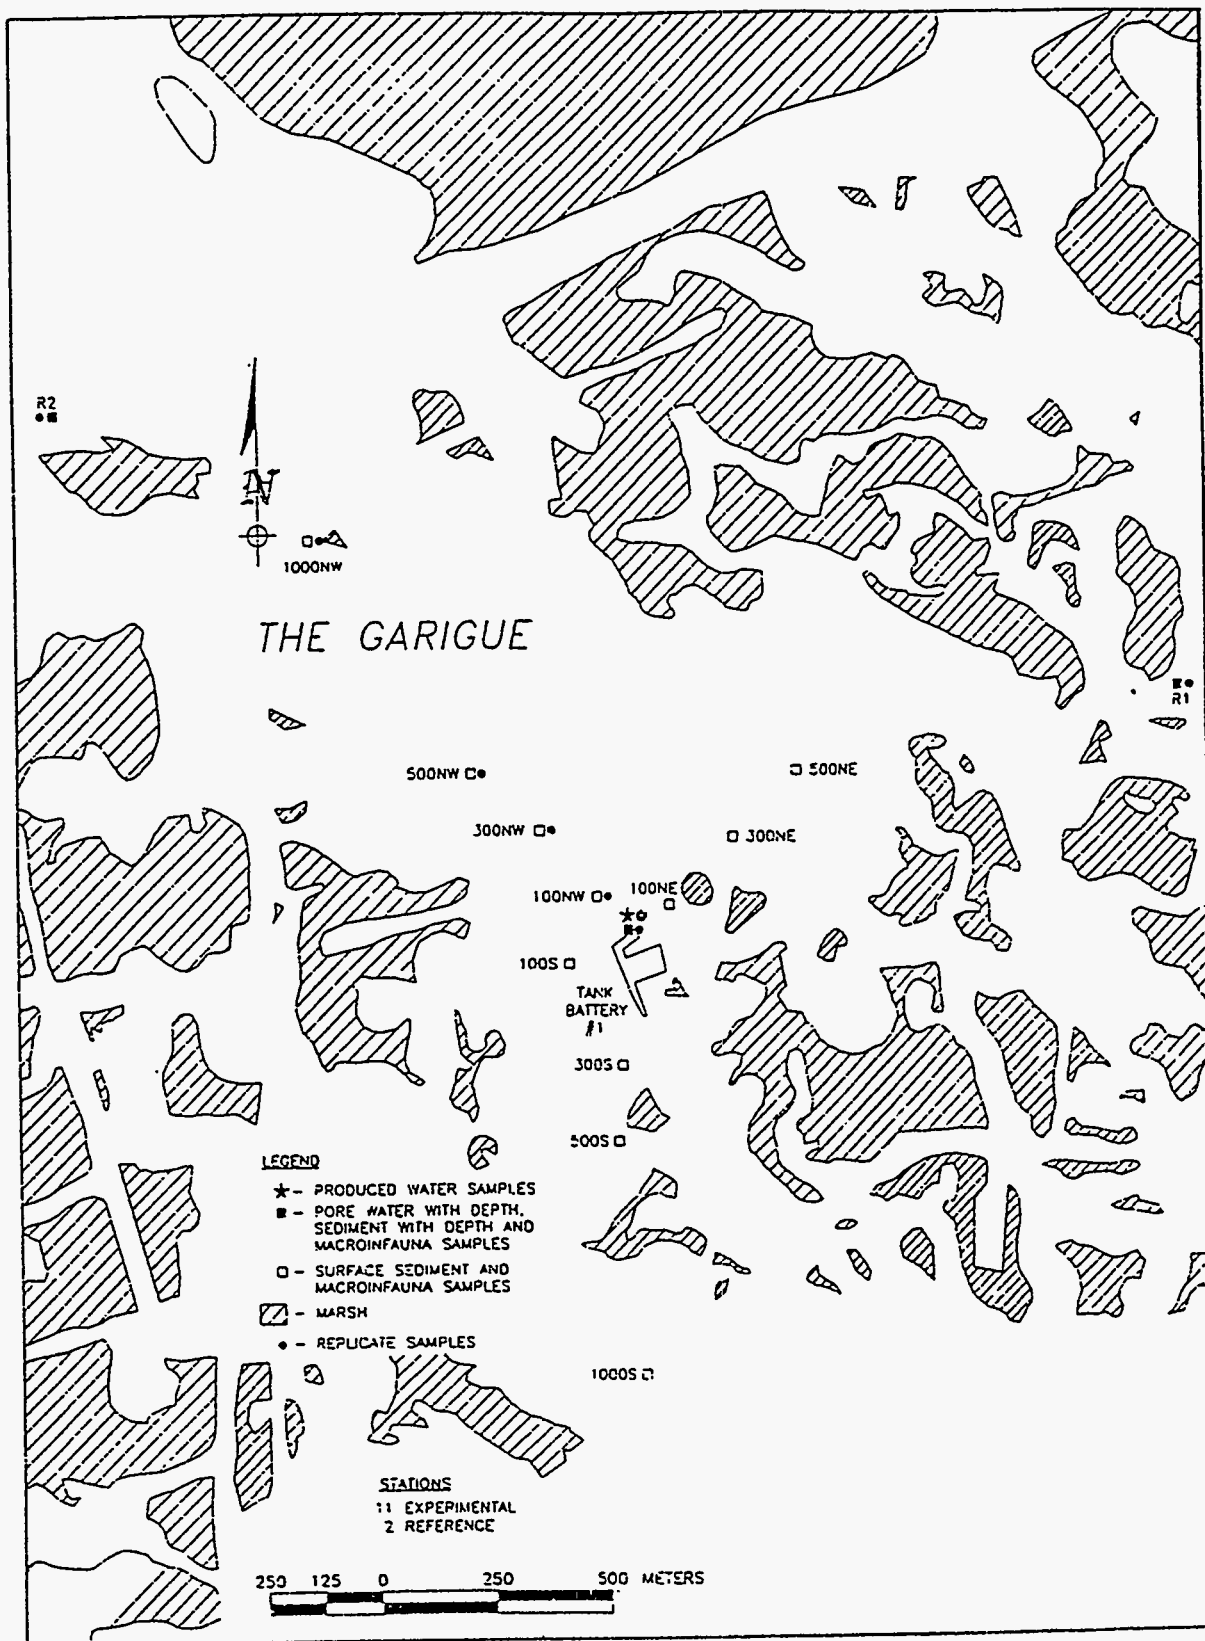 R2
N
1000NW
THE GARIGUE
R1
500NW
500NE
300NW
300NE
100NW
100NE
100S
TANK
BATTERY
#1
300S
500S
LEGEND
★ - PRODUCED WATER SAMPLES
■ - PORE WATER WITH DEPTH,
SEDIMENT WITH DEPTH AND
MACROINFAUNA SAMPLES
□ - SURFACE SEDIMENT AND
MACROINFAUNA SAMPLES
- MARSH
● - REPLICATE SAMPLES
1000S
STATIONS
11 EXPERIMENTAL
2 REFERENCE
250 125 0 250 500 METERS